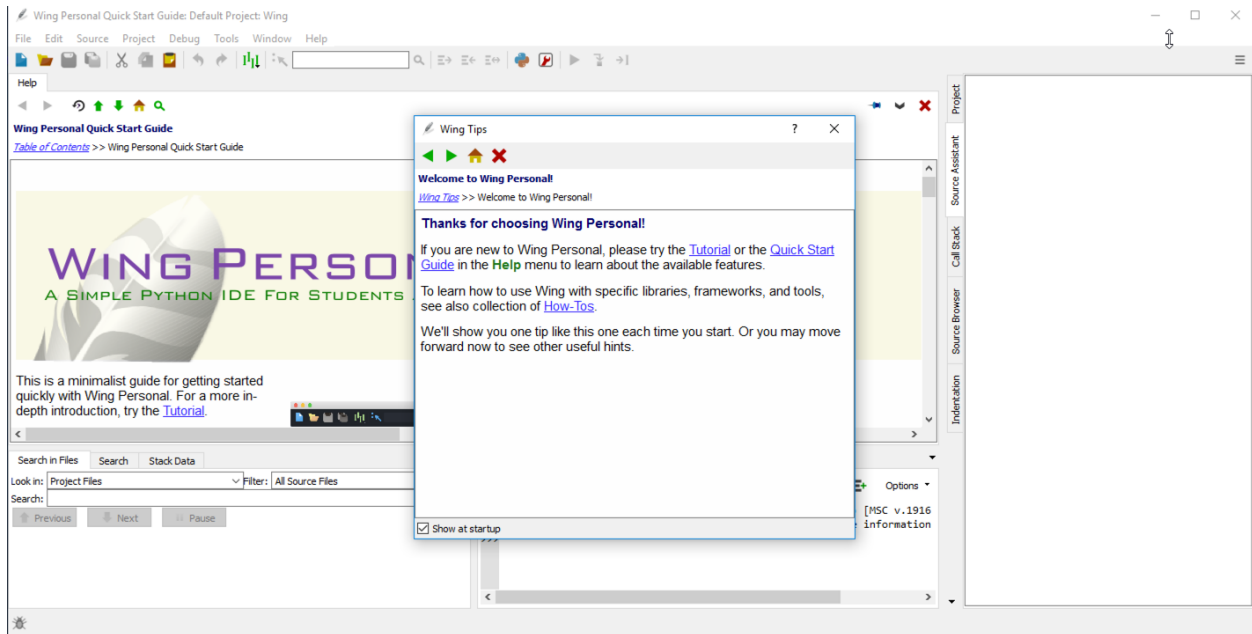 Wing Personal Quick Start Guide: Default Project: Wing
File Edit Source Project Debug Tools Window Help
Help
Wing Personal Quick Start Guide
Table of Contents >> Wing Personal Quick Start Guide
WING PERSO
A SIMPLE PYTHON IDE FOR STUDENTS
This is a minimalist guide for getting started
quickly with Wing Personal. For a more in-
depth introduction, try the Tutorial.
Wing Tips
Welcome to Wing Personal!
Wing Tips >> Welcome to Wing Personal!
Thanks for choosing Wing Personal!
If you are new to Wing Personal, please try the Tutorial or the Quick Start
Guide in the Help menu to learn about the available features.
To learn how to use Wing with specific libraries, frameworks, and tools,
see also collection of How-Tos.
We'll show you one tip like this one each time you start. Or you may move
forward now to see other useful hints.
Show at startup
Project
Source Assistant
Call Stack
Source Browser
Indentation
Search in Files Search Stack Data
Look in: Project Files Filter: All Source Files
Search:
Previous Next Pause
Options
[MSC v.1916
information
>>>